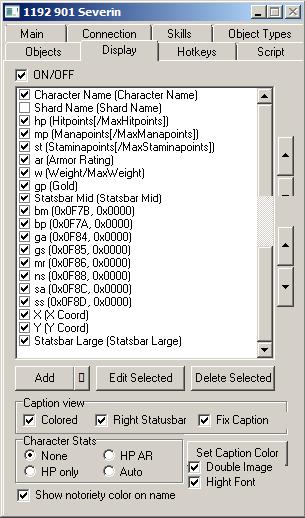 1192 901 Severin
Main Connection Skills Object Types
Objects Display Hotkeys Script
ON/OFF
Character Name (Character Name)
Shard Name (Shard Name)
hp (Hitpoints[/MaxHitpoints)
mp (Manapoints[/MaxManapoints)
st (Staminapoints[/MaxStaminapoints)
ar (Armor Rating)
w (Weight/MaxWeight)
gp (Gold)
Statsbar Mid (Statsbar Mid)
bm (0x0F7B, 0x0000)
bp (0x0F7A, 0x0000)
ga (0x0F84, 0x0000)
gs (0x0F85, 0x0000)
mr (0x0F86, 0x0000)
ns (0x0F88, 0x0000)
sa (0x0F8C, 0x0000)
ss (0x0F8D, 0x0000)
X (X Coord)
Y (Y Coord)
Statsbar Large (Statsbar Large)
Add Edit Selected Delete Selected
Caption view
Colored Right Statusbar Fix Caption
Character Stats
None HP AR
HP only Auto
Set Caption Color
Double Image
Hight Font
Show notoriety color on name